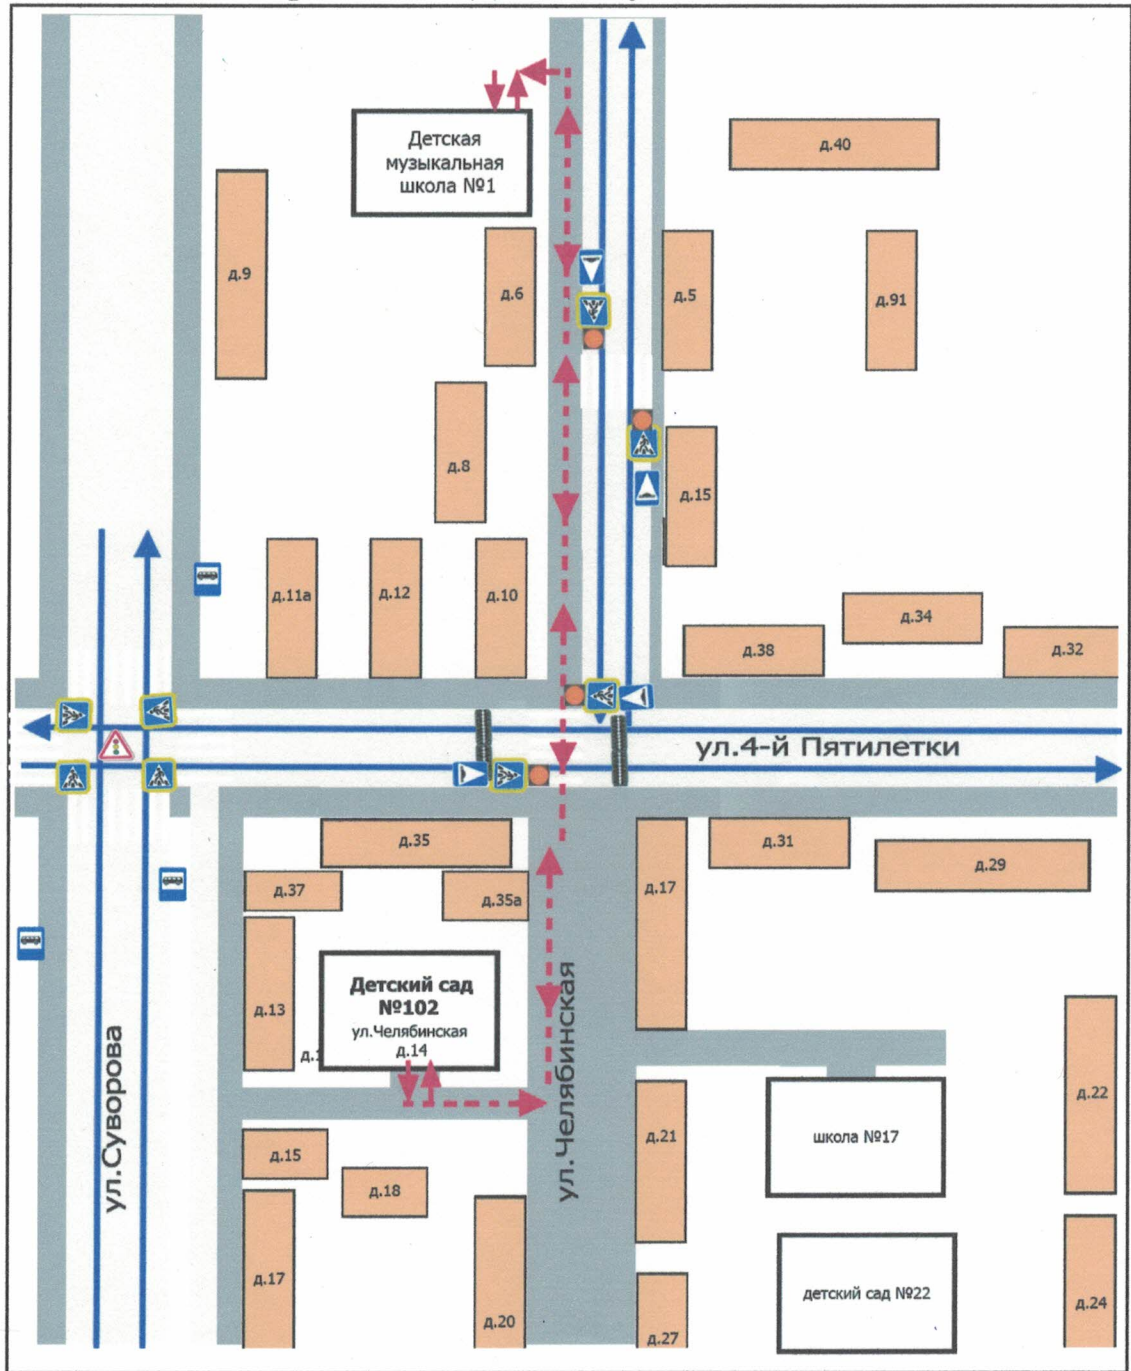 Детская
музыкальная
школа №1
д.40
д.9
д.6
д.5
д.91
д.8
д.15
д.11а
д.12
д.10
д.34
д.38
д.32
ул.4-й Пятилетки
д.35
д.31
д.29
д.37
д.35а
д.17
д.13
Детский сад
№102
ул.Челябинская
д.14
ул.Суворова
ул.Челябинская
д.22
д.21
школа №17
д.15
д.18
д.17
д.20
детский сад №22
д.24
д.27